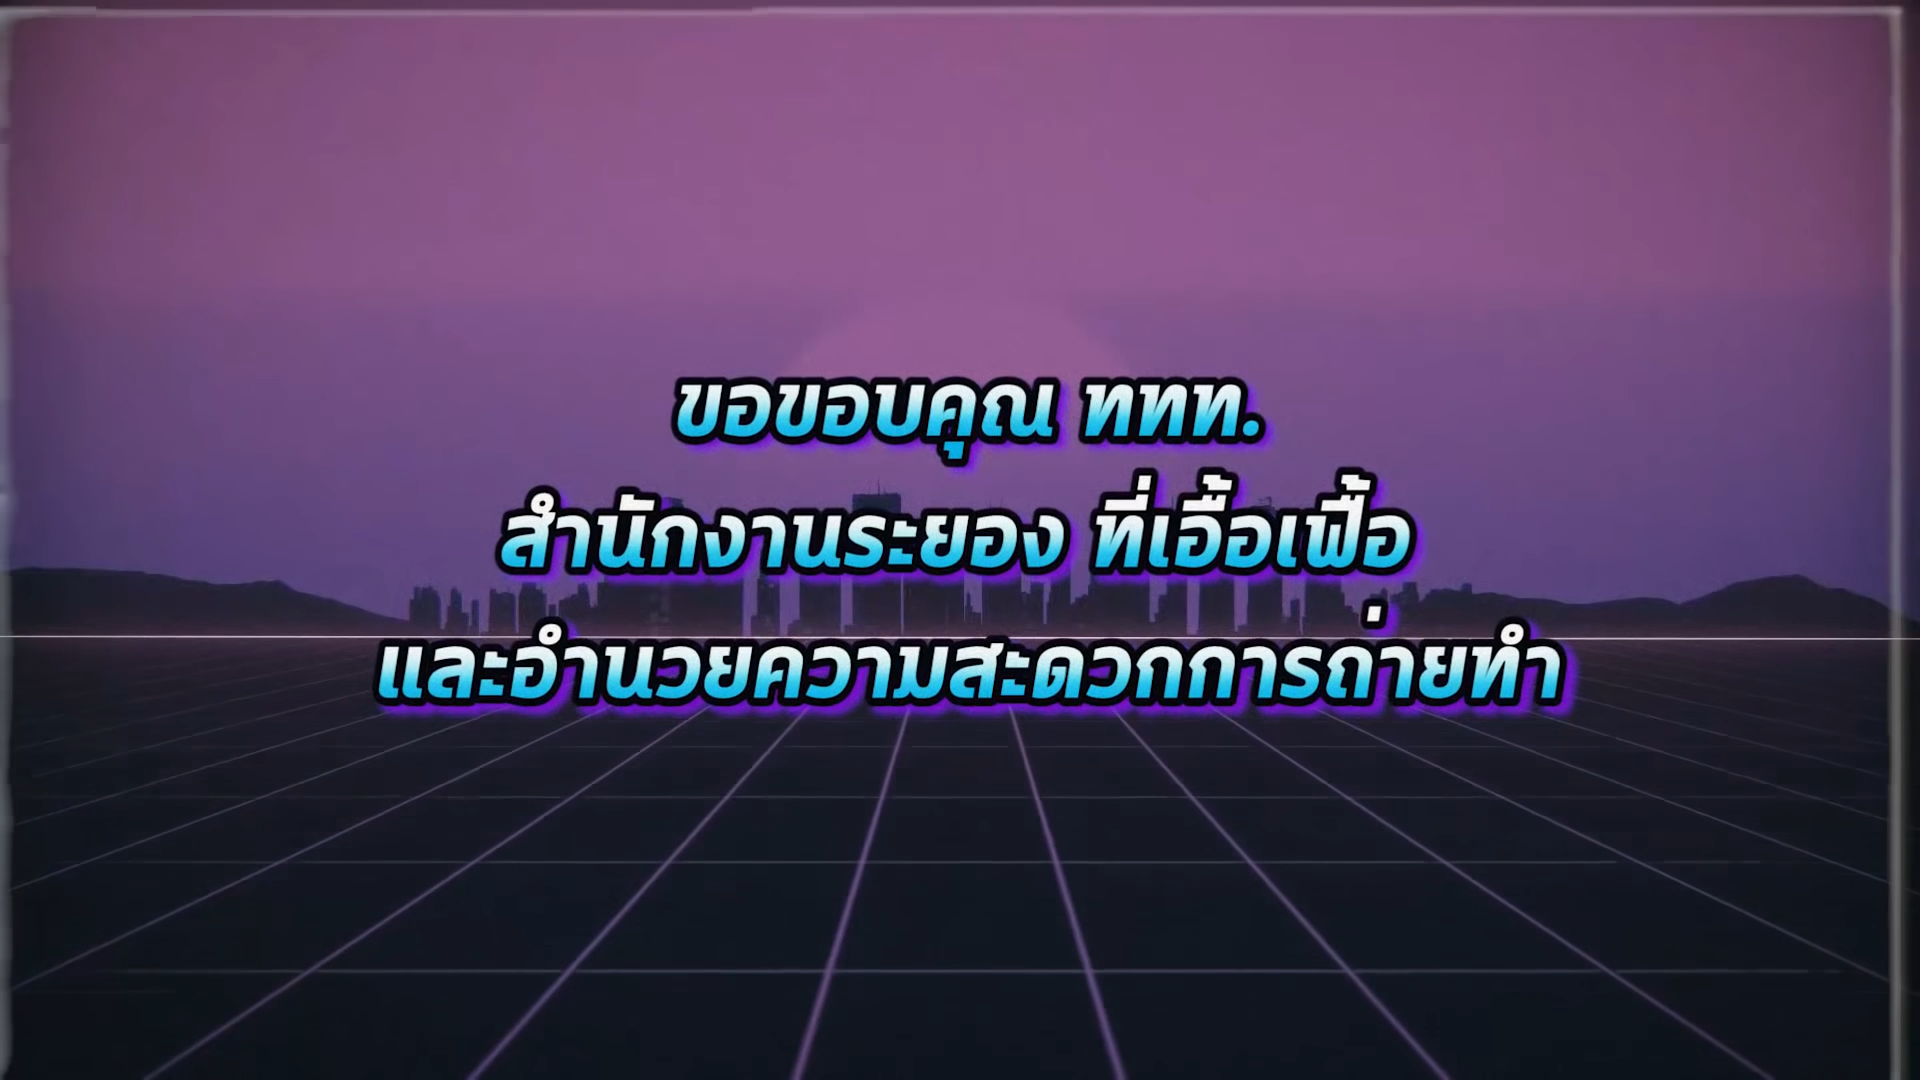 ขอขอบคุณ ททท.
สำนักงานระยอง ที่เอื้อเฟื้อ
และอำนวยความสะดวกการถ่ายทำ